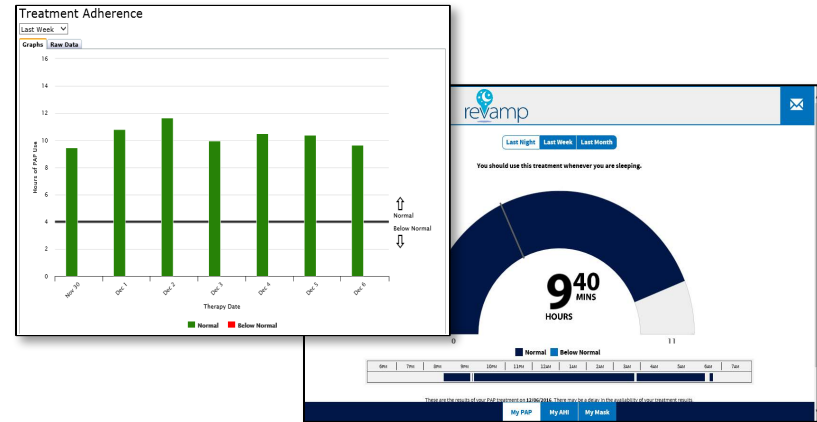 Treatment Adherence
Last Week
Graphs Raw Data
16
14
12
10
8
6
4
2
0
Hours of PAP Use
Normal
Below Normal
Nov 30 Dec 1 Dec 2 Dec 3 Dec 4 Dec 5 Dec 6
Therapy Date
Normal Below Normal
revamp
Last Night Last Week Last Month
You should use this treatment whenever you are sleeping.
9 40
MINS
HOURS
0 11
Normal Below Normal
6PM 7PM 8PM 9PM 10PM 11PM 12AM 1AM 2AM 3AM 4AM 5AM 6AM 7AM
These are the results of your PAP treatment on 12/06/2016. There may be a delay in the availability of your treatment results.
My PAP My AHI My Mask